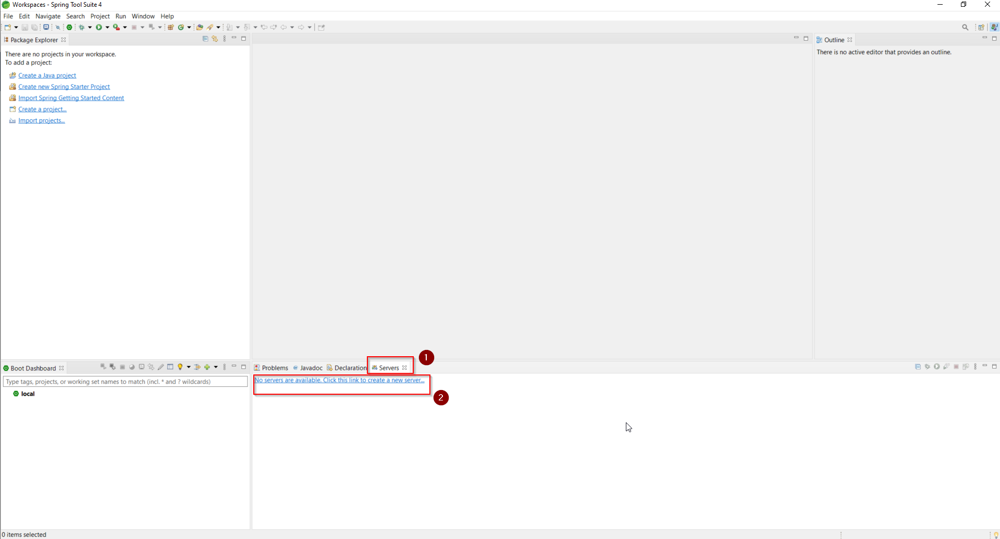 Workspaces - Spring Tool Suite 4
File Edit Navigate Search Project Run Window Help
Package Explorer
There are no projects in your workspace.
To add a project:
Create a Java project
Create new Spring Starter Project
Import Spring Getting Started Content
Create a project...
Import projects...
Outline
There is no active editor that provides an outline.
Boot Dashboard
Type tags, projects, or working set names to match (incl. * and ? wildcards)
local
Problems Javadoc Declaration Servers
1
No servers are available. Click this link to create a new server...
2
0 items selected